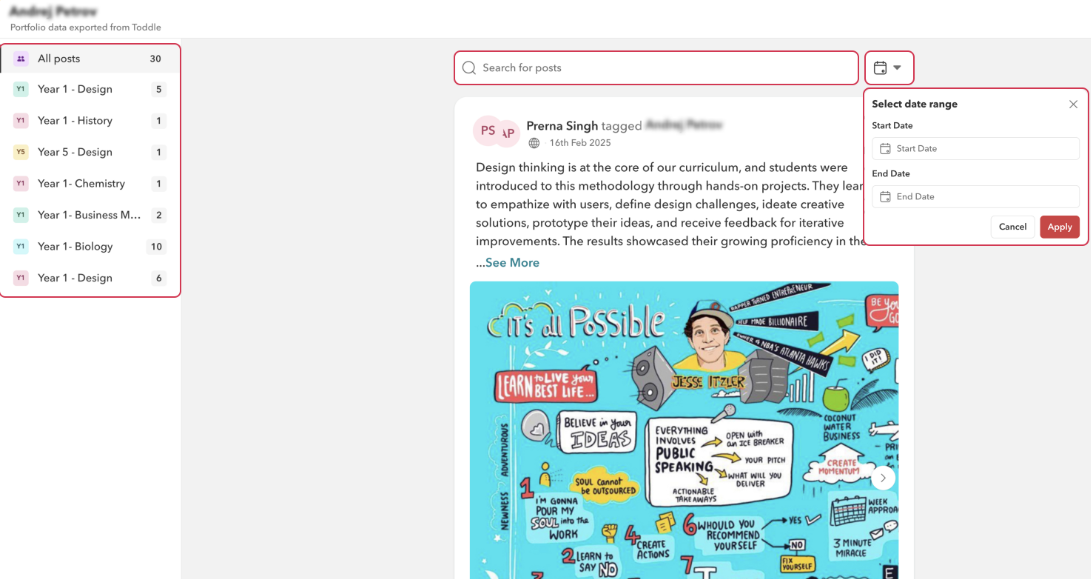 Andrej Petrov
Portfolio data exported from Toddle
All posts 30
Y1 Year 1 - Design 5
Y1 Year 1 - History 1
Y5 Year 5 - Design 1
Y1 Year 1- Chemistry 1
Y1 Year 1- Business M... 2
Y1 Year 1- Biology 10
Y1 Year 1 - Design 6
Search for posts
Select date range
Start Date
Start Date
End Date
End Date
Cancel Apply
PS AP
Prerna Singh tagged Andrej Petrov
16th Feb 2025
Design thinking is at the core of our curriculum, and students were
introduced to this methodology through hands-on projects. They lear
to empathize with users, define design challenges, ideate creative
solutions, prototype their ideas, and receive feedback for iterative
improvements. The results showcased their growing proficiency in the
...See More
IT'S all POSSIBLE
RAPPER TURNED ENTREPRENEUR
SELF MADE BILLIONAIRE
OWNER of NBA'S ATLANTA HAWKS
BE YOU
I DID IT!
JESSE ITZLER
LEARN to LIVE your
BEST LIFE...
BELIEVE in your
IDEAS
EVERYTHING
INVOLVES
PUBLIC
SPEAKING
OPEN with
an ICE BREAKER
YOUR PITCH
WHAT WILL YOU
DELIVER
ACTIONABLE
TAKE AWAYS
COCONUT
WATER
BUSINESS
CREATE
MOMENTUM
NEWNESS ADVENTUROUS
SOUL cannot
be OUTSOURCED
1
I'M GONNA
POUR MY
SOUL into the
WORK
2 LEARN to
SAY NO
4 CREATE
ACTIONS
6 WHOULD YOU
RECOMMEND
YOURSELF
YES
NO
FIX
YOURSELF
7
WEEK
APPROA
3 MINUTE
MIRACLE